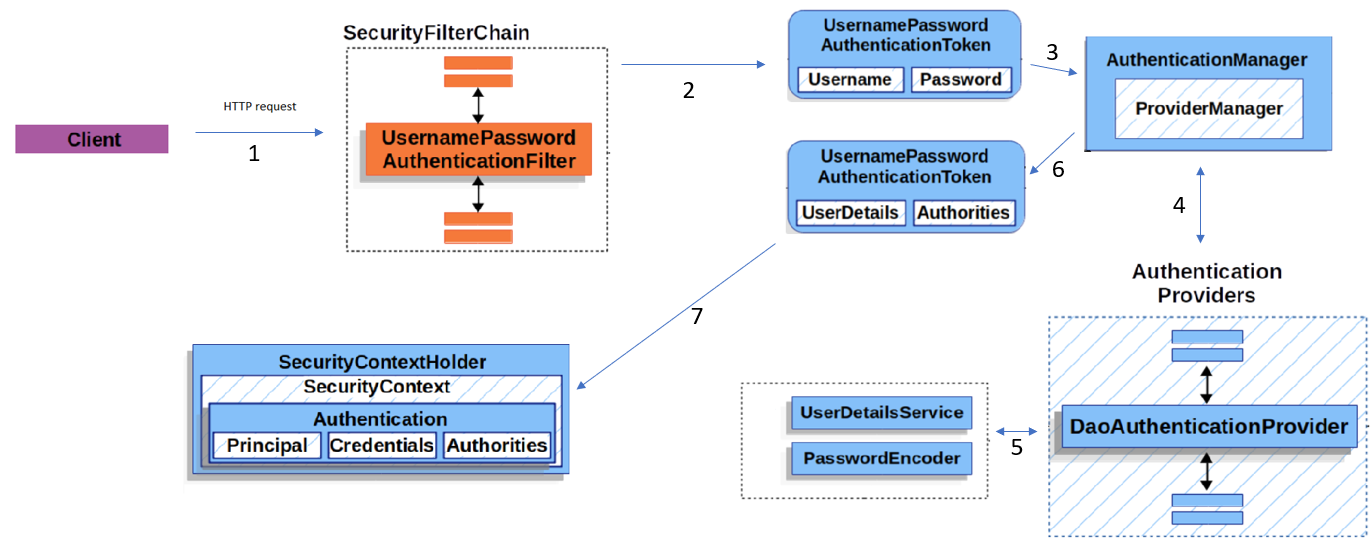 SecurityFilterChain
UsernamePassword
AuthenticationToken
Username
Password
3
AuthenticationManager
ProviderManager
2
HTTP request
Client
1
UsernamePassword
AuthenticationFilter
UsernamePassword
AuthenticationToken
UserDetails
Authorities
6
4
Authentication
Providers
7
SecurityContextHolder
SecurityContext
Authentication
Principal
Credentials
Authorities
UserDetailsService
PasswordEncoder
5
DaoAuthenticationProvider